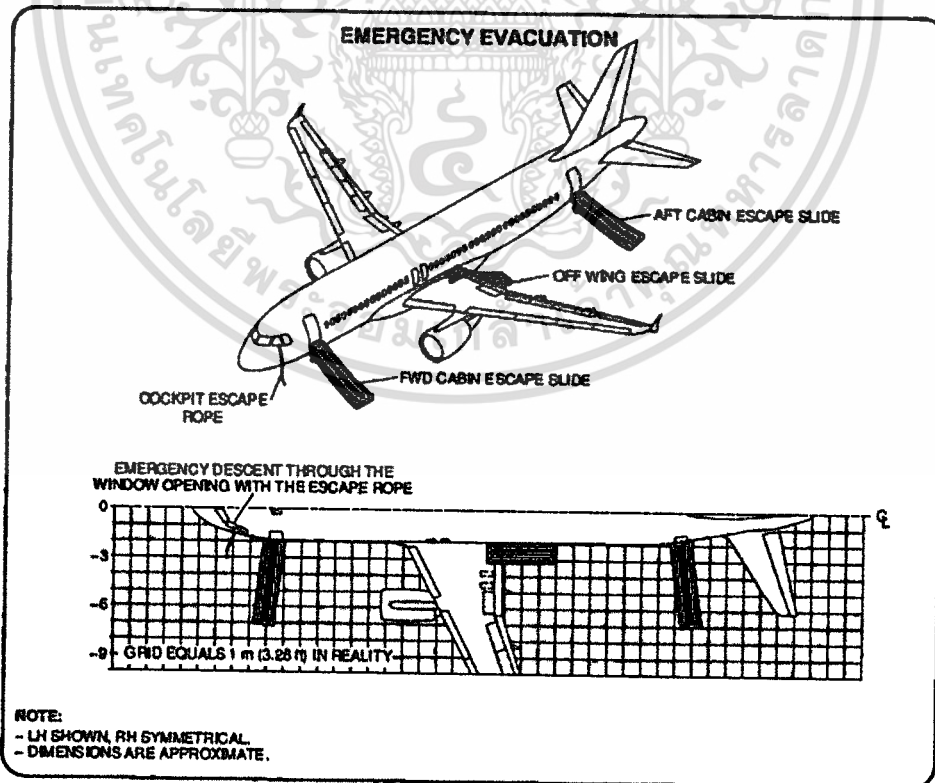 EMERGENCY EVACUATION
AFT CABIN ESCAPE SLIDE
OFF WING ESCAPE SLIDE
FWD CABIN ESCAPE SLIDE
COCKPIT ESCAPE
ROPE
EMERGENCY DESCENT THROUGH THE
WINDOW OPENING WITH THE ESCAPE ROPE
0
-3
-6
-9
GRID EQUALS 1 m (3.28 ft) IN REALITY
NOTE:
- LH SHOWN, RH SYMMETRICAL.
- DIMENSIONS ARE APPROXIMATE.